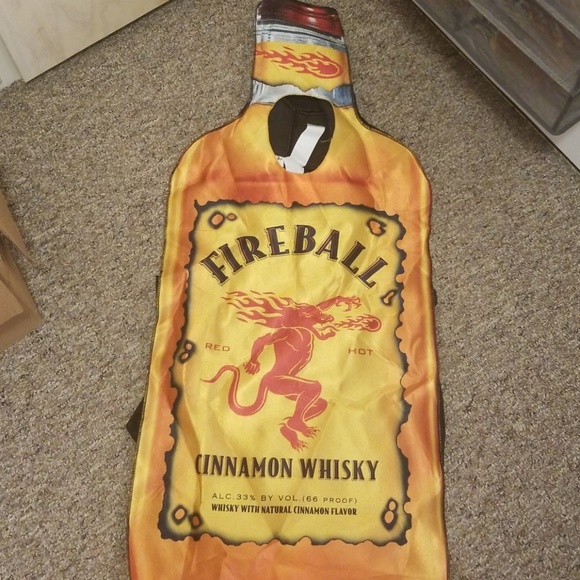 FIREBALL
RED HOT
CINNAMON WHISKY
ALC. 33% BY VOL. (66 PROOF)
WHISKY WITH NATURAL CINNAMON FLAVOR